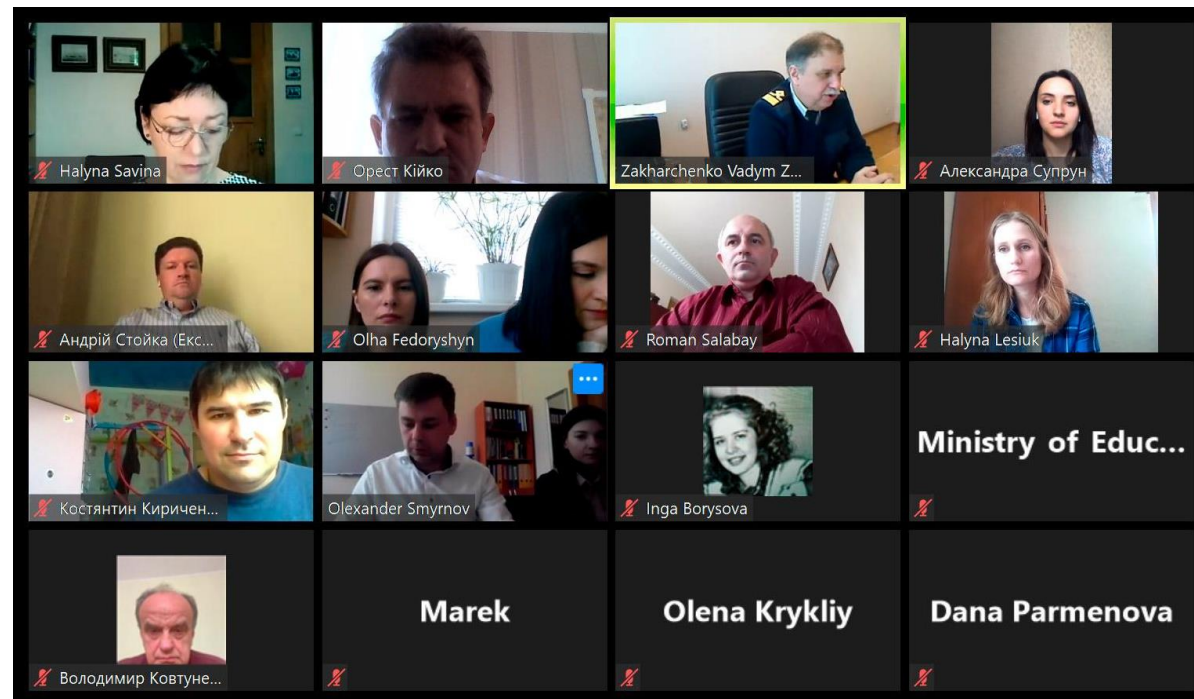 Halyna Savina
Орест Кійко
Zakharchenko Vadym Z...
Александра Супрун
Андрій Стойка (Екс...
Olha Fedoryshyn
Roman Salabay
Halyna Lesiuk
Костянтин Киричен...
Olexander Smyrnov
Inga Borysova
Ministry of Educ...
Володимир Ковтуне...
Marek
Olena Krykliy
Dana Parmenova